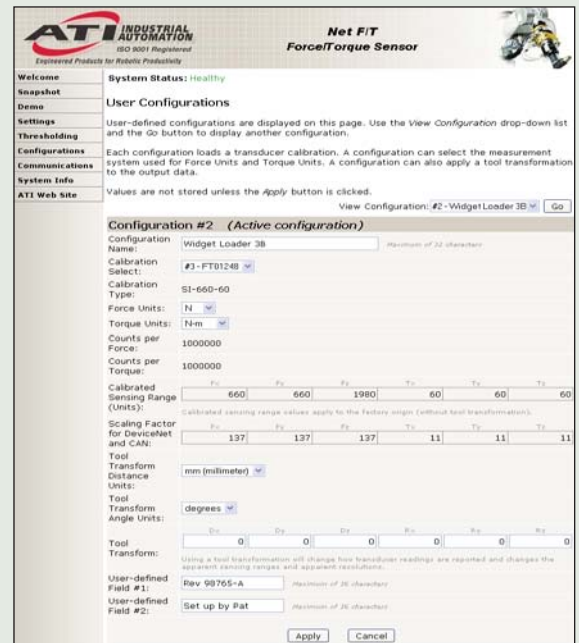 ATI INDUSTRIAL AUTOMATION
ISO 9001 Registered
Engineered Products for Robotic Productivity
Net F/T
Force/Torque Sensor
Welcome
Snapshot
Demo
Settings
Thresholding
Configurations
Communications
System Info
ATI Web Site
System Status: Healthy
User Configurations
User-defined configurations are displayed on this page. Use the View Configuration drop-down list
and the Go button to display another configuration.
Each configuration loads a transducer calibration. A configuration can select the measurement
system used for Force Units and Torque Units. A configuration can also apply a tool transformation
to the output data.
Values are not stored unless the Apply button is clicked.
View Configuration: #2 - Widget Loader 3B Go
Configuration #2 (Active configuration)
Configuration Name: Widget Loader 3B Maximum of 32 characters
Calibration Select: #3 - FT01248
Calibration Type: SI-660-60
Force Units: N
Torque Units: N-m
Counts per Force: 1000000
Counts per Torque: 1000000
Fx Fy Fz Tx Ty Tz
Calibrated Sensing Range (Units): 660 660 1980 60 60 60
Calibrated sensing range values apply to the factory origin (without tool transformation).
Fx Fy Fz Tx Ty Tz
Scaling Factor for DeviceNet and CAN: 137 137 137 11 11 11
Tool Transform Distance Units: mm (millimeter)
Tool Transform Angle Units: degrees
Dx Dy Dz Rx Ry Rz
Tool Transform: 0 0 0 0 0 0
Using a tool transformation will change how transducer readings are reported and changes the
apparent sensing ranges and apparent resolutions.
User-defined Field #1: Rev 98765-A Maximum of 16 characters
User-defined Field #2: Set up by Pat Maximum of 16 characters
Apply Cancel